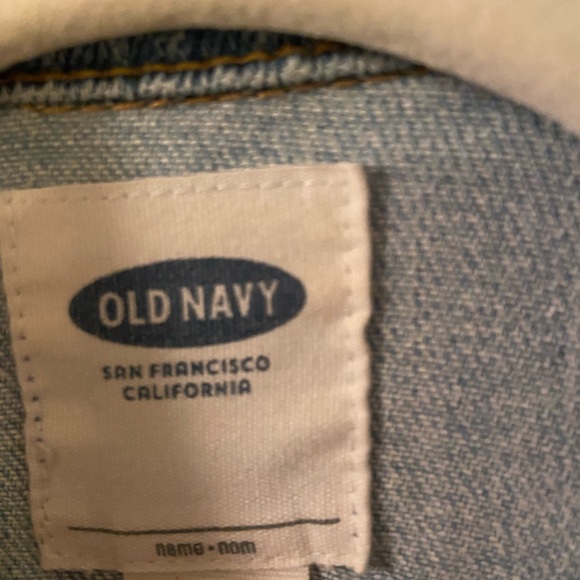 OLD NAVY
SAN FRANCISCO
CALIFORNIA
name • nom